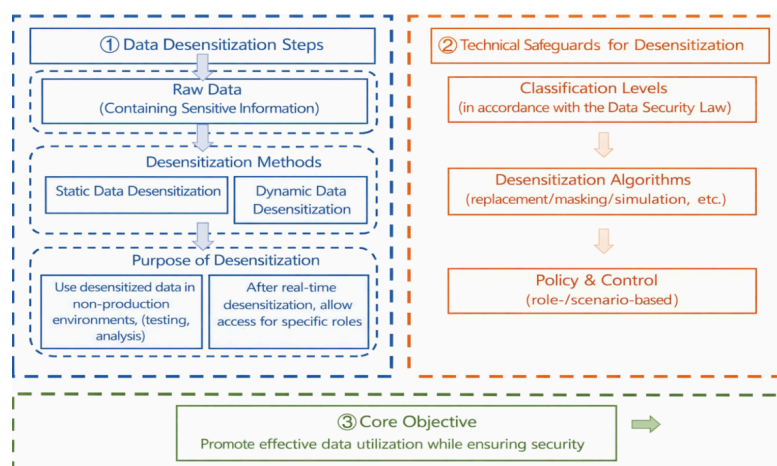 ① Data Desensitization Steps
Raw Data
(Containing Sensitive Information)
Desensitization Methods
Static Data Desensitization
Dynamic Data
Desensitization
Purpose of Desensitization
Use desensitized data in
non-production
environments, (testing,
analysis)
After real-time
desensitization, allow
access for specific roles
② Technical Safeguards for Desensitization
Classification Levels
(in accordance with the Data Security Law)
Desensitization Algorithms
(replacement/masking/simulation, etc.)
Policy & Control
(role-/scenario-based)
③ Core Objective
Promote effective data utilization while ensuring security